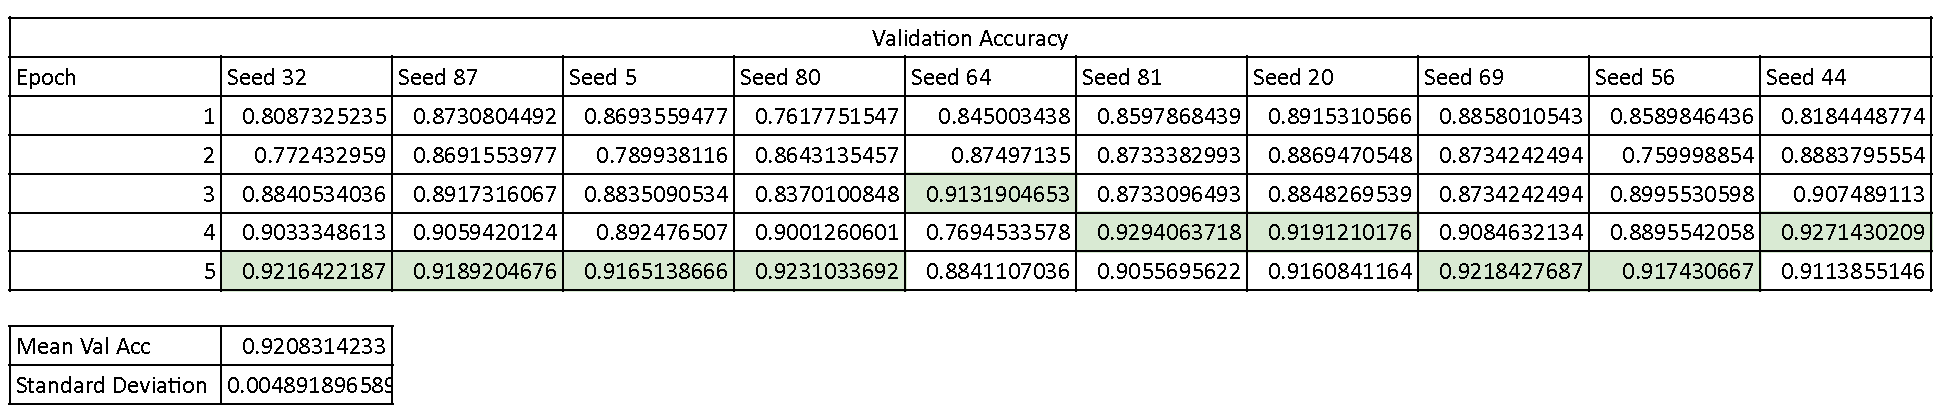 Validation Accuracy
Epoch Seed 32 Seed 87 Seed 5 Seed 80 Seed 64 Seed 81 Seed 20 Seed 69 Seed 56 Seed 44
1 0.8087325235 0.8730804492 0.8693559477 0.7617751547 0.845003438 0.8597868439 0.8915310566 0.8858010543 0.8589846436 0.8184448774
2 0.772432959 0.8691553977 0.789938116 0.8643135457 0.87497135 0.8733382993 0.8869470548 0.8734242494 0.759998854 0.8883795554
3 0.8840534036 0.8917316067 0.8835090534 0.8370100848 0.9131904653 0.8733096493 0.8848269539 0.8734242494 0.8995530598 0.907489113
4 0.9033348613 0.9059420124 0.892476507 0.9001260601 0.7694533578 0.9294063718 0.9191210176 0.9084632134 0.8895542058 0.9271430209
5 0.9216422187 0.9189204676 0.9165138666 0.9231033692 0.8841107036 0.9055695622 0.9160841164 0.9218427687 0.917430667 0.9113855146
Mean Val Acc 0.9208314233
Standard Deviation 0.004891896589